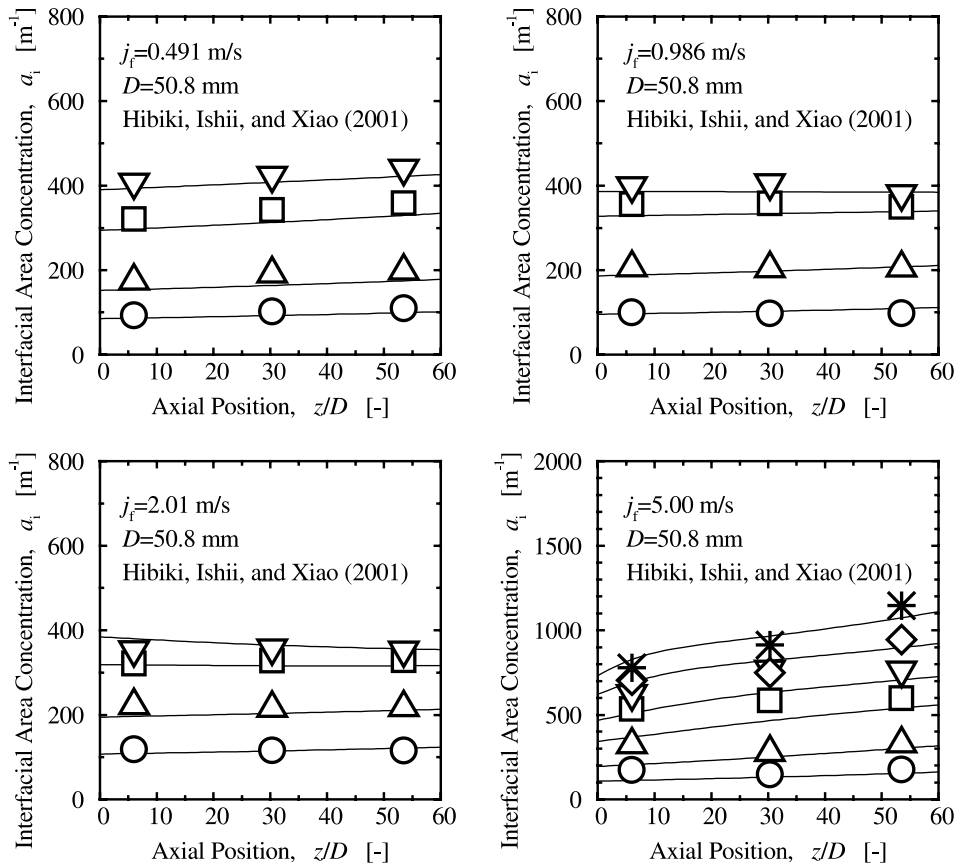 Interfacial Area Concentration, a_i [m^-1]
800
600
400
200
0
j_f=0.491 m/s
D=50.8 mm
Hibiki, Ishii, and Xiao (2001)
0 10 20 30 40 50 60
Axial Position, z/D [-]
Interfacial Area Concentration, a_i [m^-1]
800
600
400
200
0
j_f=0.986 m/s
D=50.8 mm
Hibiki, Ishii, and Xiao (2001)
0 10 20 30 40 50 60
Axial Position, z/D [-]
Interfacial Area Concentration, a_i [m^-1]
800
600
400
200
0
j_f=2.01 m/s
D=50.8 mm
Hibiki, Ishii, and Xiao (2001)
0 10 20 30 40 50 60
Axial Position, z/D [-]
Interfacial Area Concentration, a_i [m^-1]
2000
1500
1000
500
0
j_f=5.00 m/s
D=50.8 mm
Hibiki, Ishii, and Xiao (2001)
0 10 20 30 40 50 60
Axial Position, z/D [-]